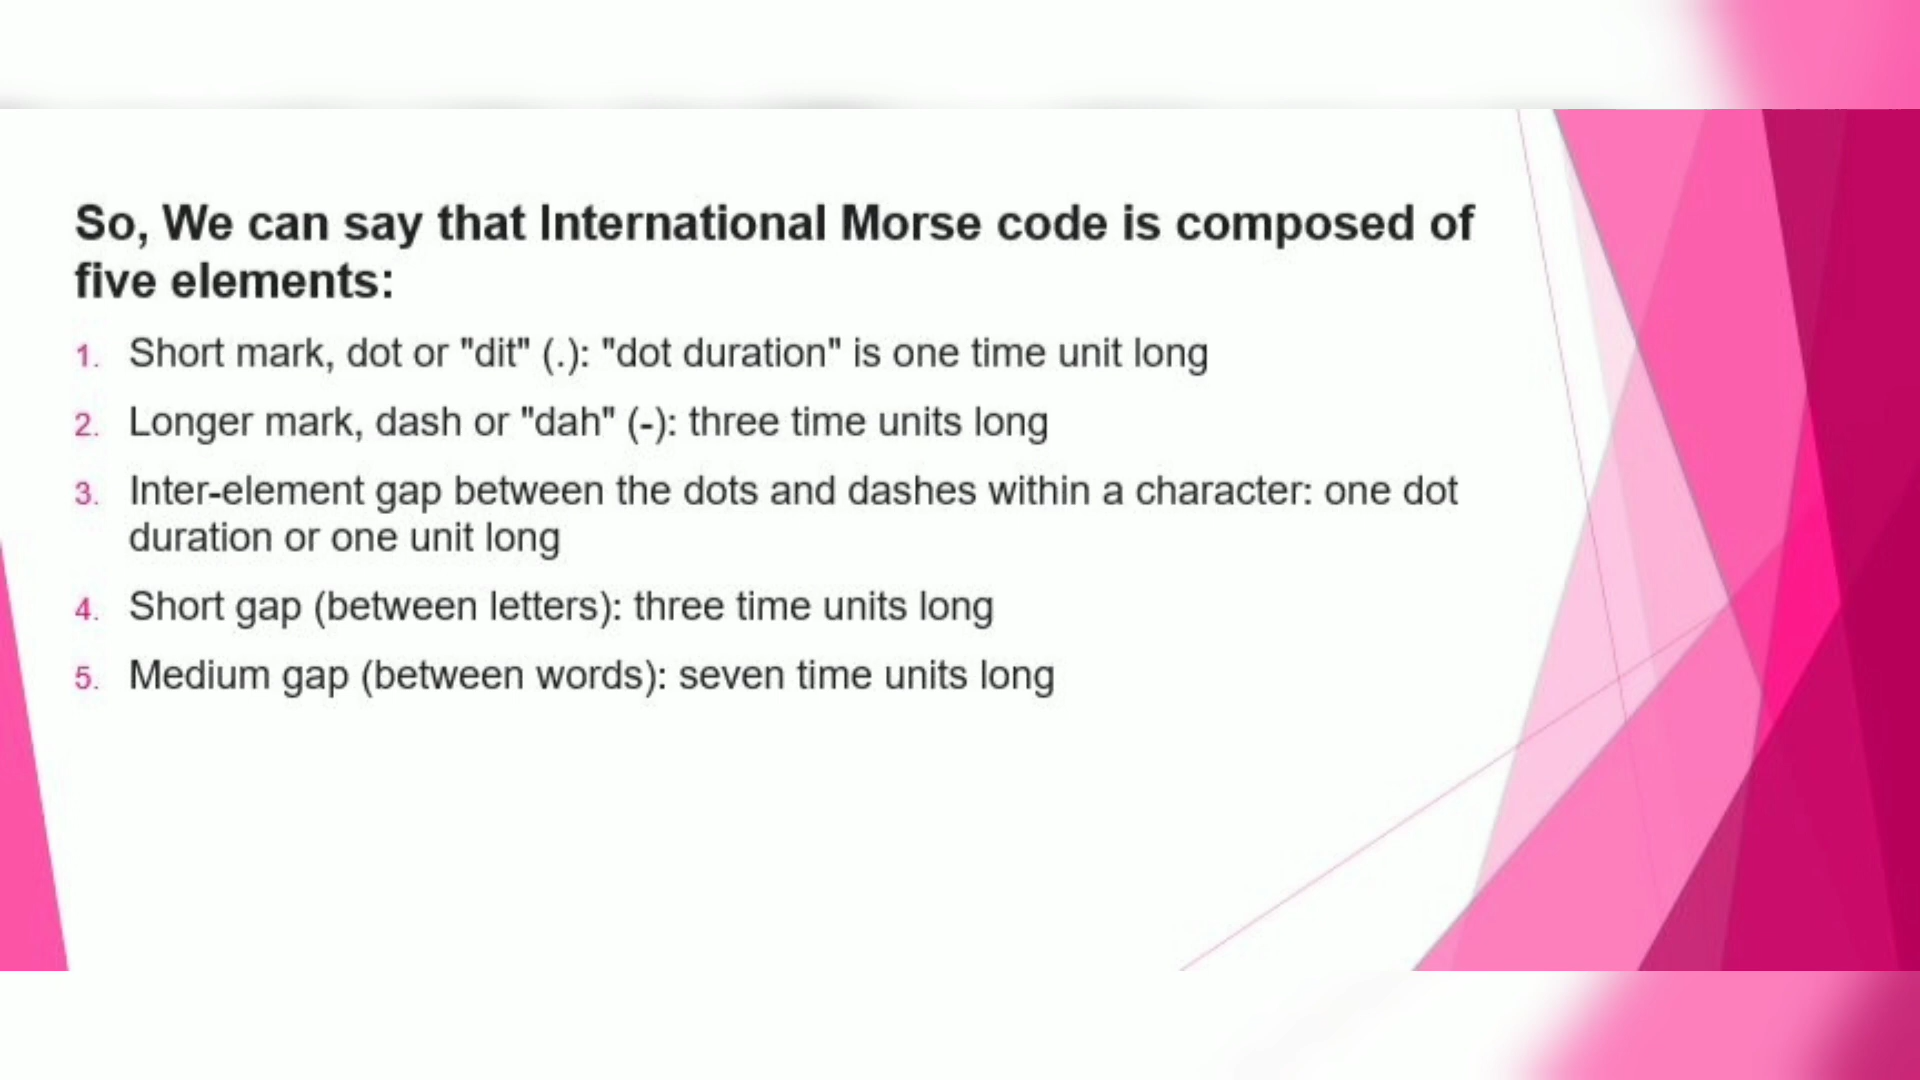 So, We can say that International Morse code is composed of
five elements:
1. Short mark, dot or "dit" (.): "dot duration" is one time unit long
2. Longer mark, dash or "dah" (-): three time units long
3. Inter-element gap between the dots and dashes within a character: one dot
duration or one unit long
4. Short gap (between letters): three time units long
5. Medium gap (between words): seven time units long